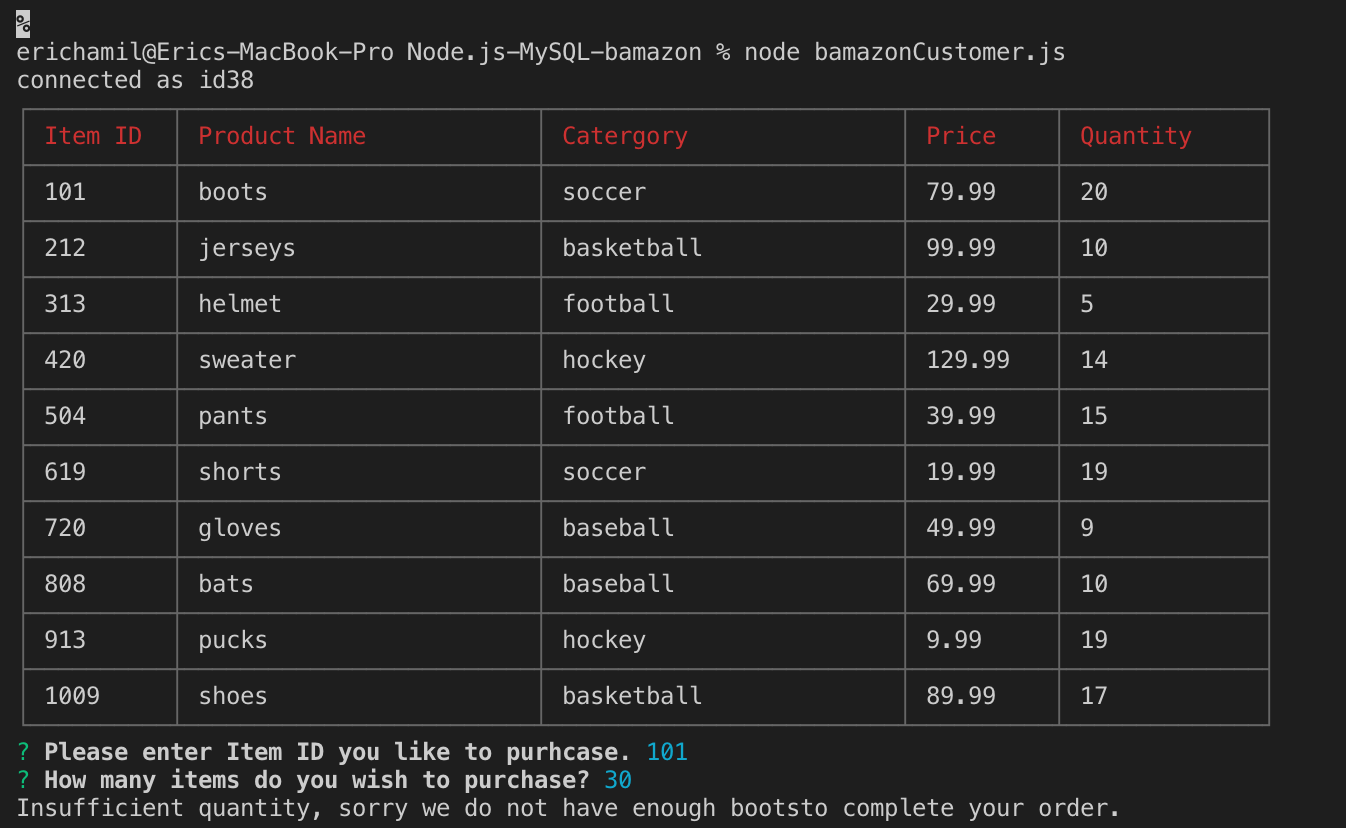 %
erichamil@Erics-MacBook-Pro Node.js-MySQL-bamazon % node bamazonCustomer.js
connected as id38
Item ID Product Name Catergory Price Quantity
101 boots soccer 79.99 20
212 jerseys basketball 99.99 10
313 helmet football 29.99 5
420 sweater hockey 129.99 14
504 pants football 39.99 15
619 shorts soccer 19.99 19
720 gloves baseball 49.99 9
808 bats baseball 69.99 10
913 pucks hockey 9.99 19
1009 shoes basketball 89.99 17
? Please enter Item ID you like to purhcase. 101
? How many items do you wish to purchase? 30
Insufficient quantity, sorry we do not have enough bootsto complete your order.